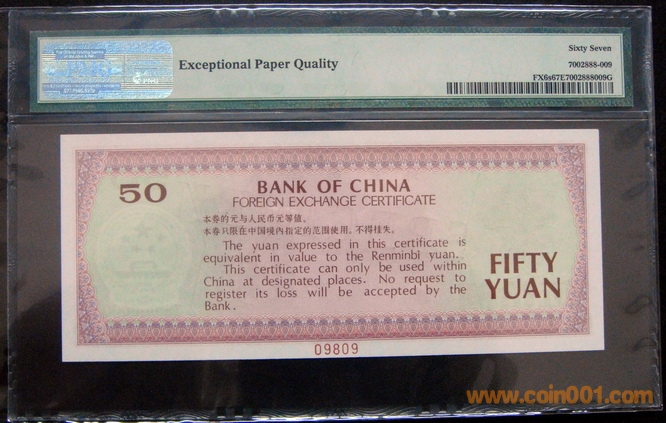 Exceptional Paper Quality
Sixty Seven
7002888-009
FX6s67E7002888009G
PMG
50
BANK OF CHINA
FOREIGN EXCHANGE CERTIFICATE
本券的元与人民币元等值。
本券只限在中国境内指定的范围使用，不得挂失。
The yuan expressed in this certificate is
equivalent in value to the Renminbi yuan.
This certificate can only be used within
China at designated places. No request to
register its loss will be accepted by the
Bank.
FIFTY
YUAN
09809
www.coin001.com